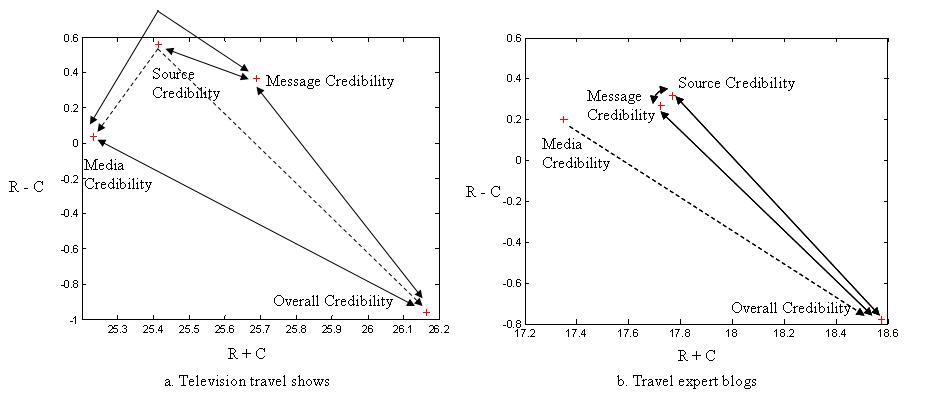 0.6
0.4
0.2
0
-0.2
-0.4
-0.6
-0.8
-1
R - C
Source
Credibility
Message Credibility
Media
Credibility
Overall Credibility
25.3 25.4 25.5 25.6 25.7 25.8 25.9 26 26.1 26.2
R + C
a. Television travel shows
0.6
0.4
0.2
0
-0.2
-0.4
-0.6
-0.8
R - C
Source Credibility
Message
Credibility
Media
Credibility
Overall Credibility
17.2 17.4 17.6 17.8 18 18.2 18.4 18.6
R + C
b. Travel expert blogs